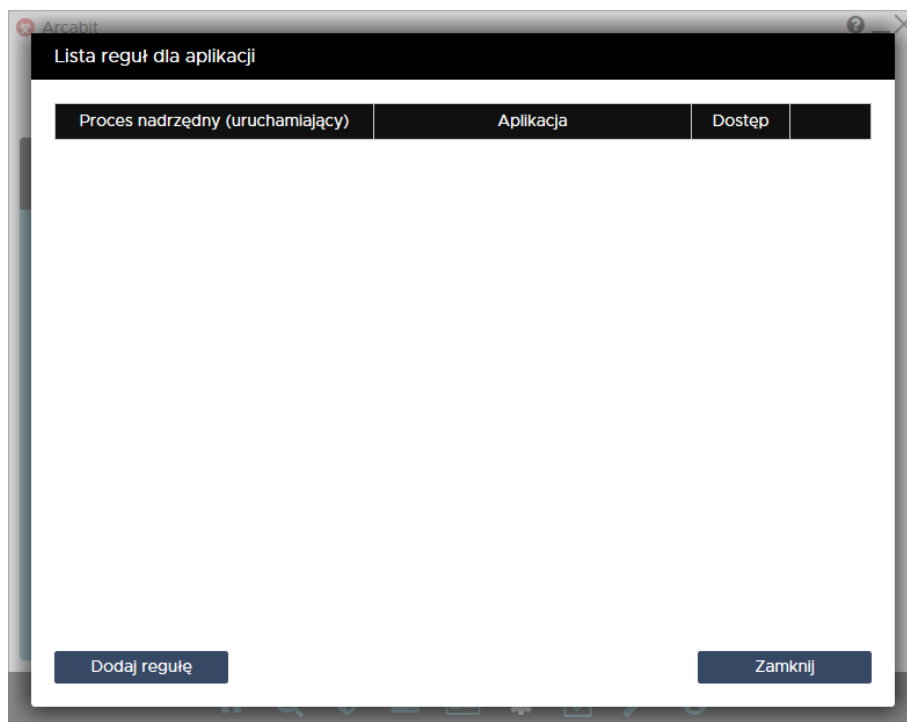 Arcabit
Lista reguł dla aplikacji
Proces nadrzędny (uruchamiający) Aplikacja Dostęp
Dodaj regułę Zamknij